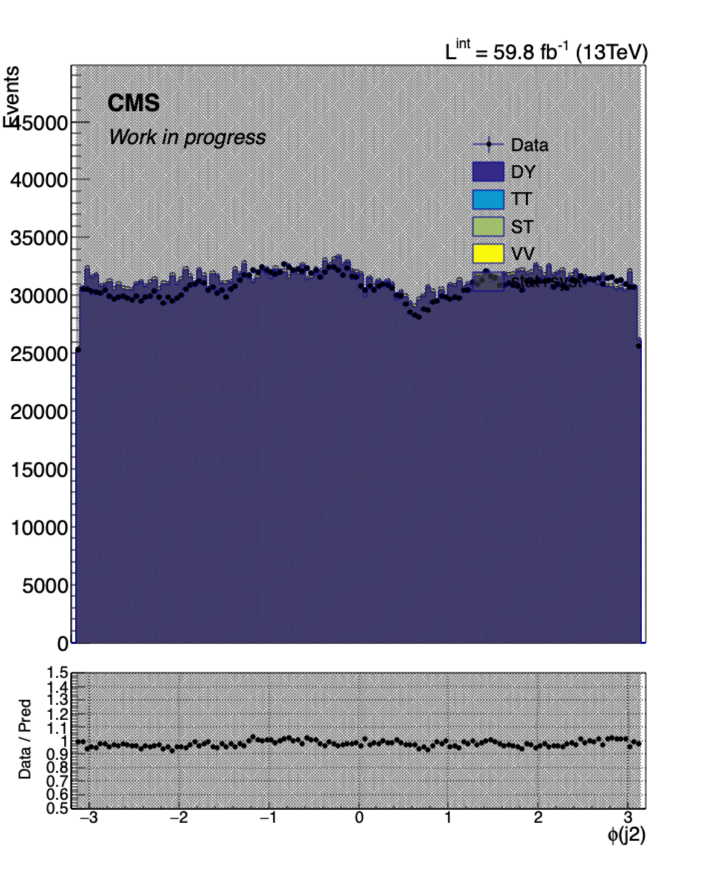 L^int = 59.8 fb^-1 (13TeV)
Events
CMS
Work in progress
Data
DY
TT
ST
VV
stat+syst
45000
40000
35000
30000
25000
20000
15000
10000
5000
0
Data / Pred
1.5
1.4
1.3
1.2
1.1
1
0.9
0.8
0.7
0.6
0.5
−3 −2 −1 0 1 2 3
ϕ(j2)